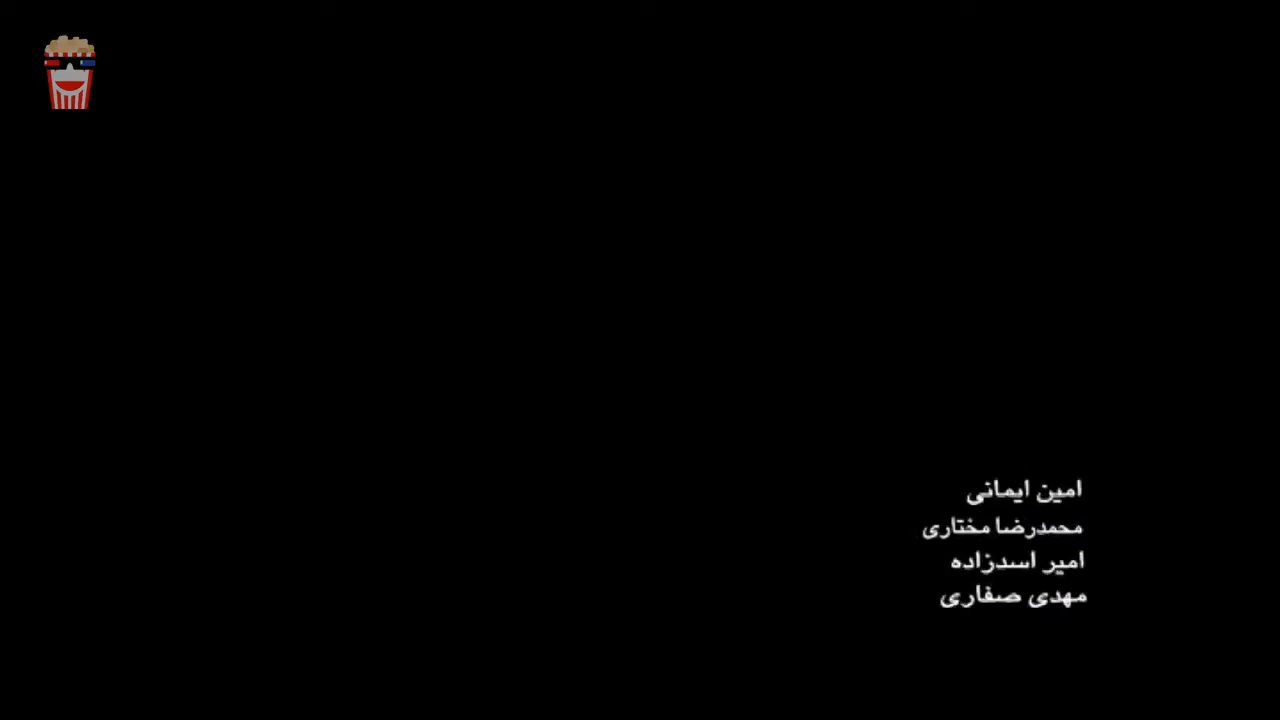 امین ایمانی
محمدرضا مختاری
امیر اسدزاده
مهدی صفاری